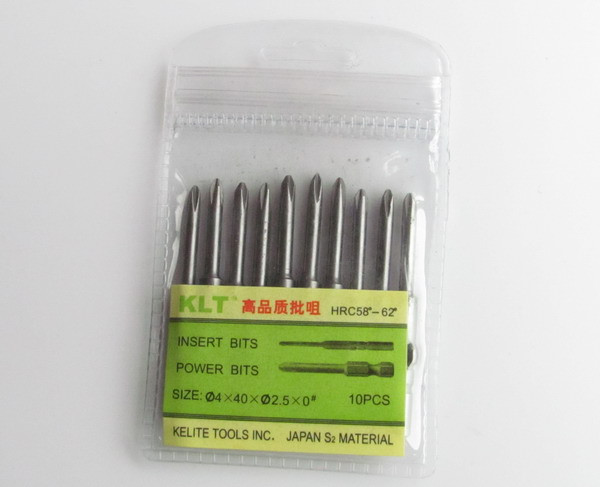 KLT™ 高品质批咀 HRC58°-62°
INSERT BITS
POWER BITS
SIZE: Ø4×40×Ø2.5×0# 10PCS
KELITE TOOLS INC. JAPAN S₂ MATERIAL